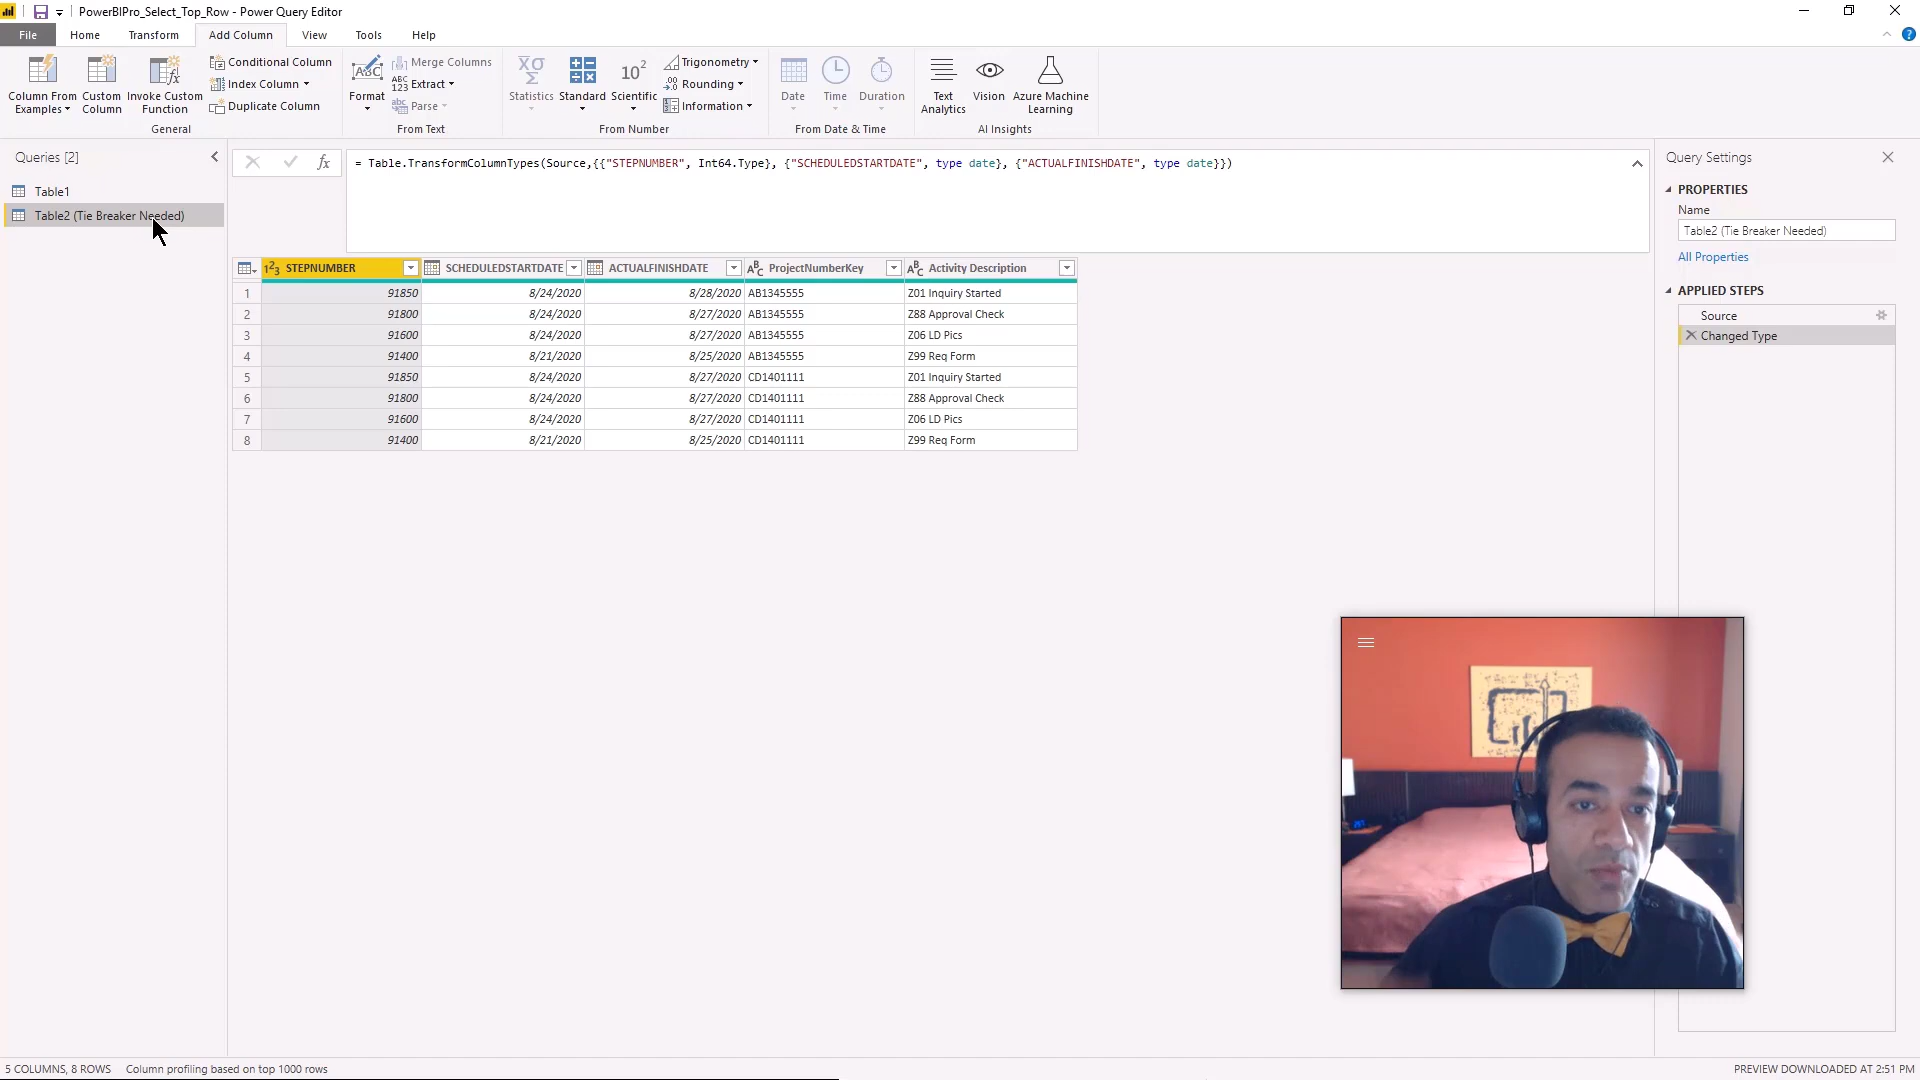 PowerBIPro_Select_Top_Row - Power Query Editor
File Home Transform Add Column View Tools Help
Column From Examples
Custom Column
Invoke Custom Function
Conditional Column
Index Column
Duplicate Column
General
Format
Merge Columns
ABC 123 Extract
abc Parse
From Text
XO Σ Statistics
Standard
10² Scientific
Trigonometry
.00 Rounding
Information
From Number
Date
Time
Duration
From Date & Time
Text Analytics
Vision
Azure Machine Learning
AI Insights
Queries [2]
Table1
Table2 (Tie Breaker Needed)
fx
= Table.TransformColumnTypes(Source,{{"STEPNUMBER", Int64.Type}, {"SCHEDULEDSTARTDATE", type date}, {"ACTUALFINISHDATE", type date}})
1²3 STEPNUMBER SCHEDULEDSTARTDATE ACTUALFINISHDATE ABC ProjectNumberKey ABC Activity Description
1 91850 8/24/2020 8/28/2020 AB1345555 Z01 Inquiry Started
2 91800 8/24/2020 8/27/2020 AB1345555 Z88 Approval Check
3 91600 8/24/2020 8/27/2020 AB1345555 Z06 LD Pics
4 91400 8/21/2020 8/25/2020 AB1345555 Z99 Req Form
5 91850 8/24/2020 8/27/2020 CD1401111 Z01 Inquiry Started
6 91800 8/24/2020 8/27/2020 CD1401111 Z88 Approval Check
7 91600 8/24/2020 8/27/2020 CD1401111 Z06 LD Pics
8 91400 8/21/2020 8/25/2020 CD1401111 Z99 Req Form
Query Settings
PROPERTIES
Name
Table2 (Tie Breaker Needed)
All Properties
APPLIED STEPS
Source
Changed Type
5 COLUMNS, 8 ROWS Column profiling based on top 1000 rows
PREVIEW DOWNLOADED AT 2:51 PM